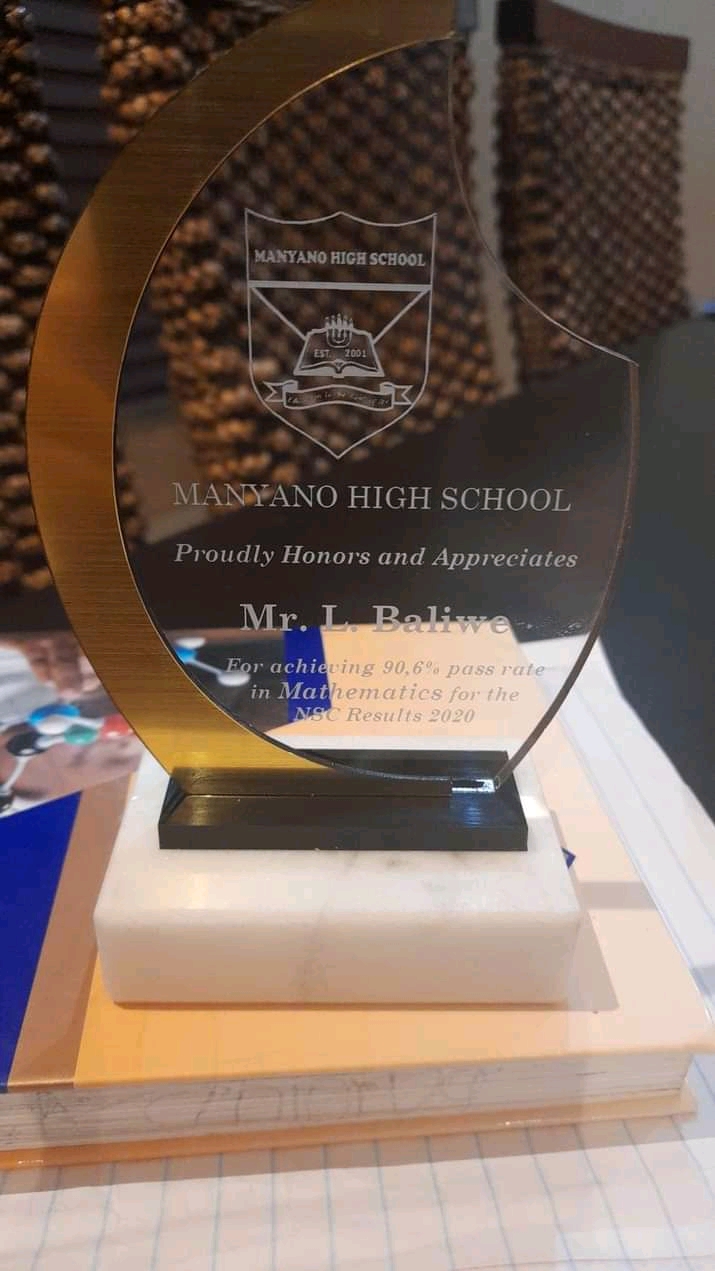 MANYANO HIGH SCHOOL
EST. 2001
MANYANO HIGH SCHOOL
Proudly Honors and Appreciates
Mr. L. Baliwe
For achieving 90,6% pass rate
in Mathematics for the
NSC Results 2020